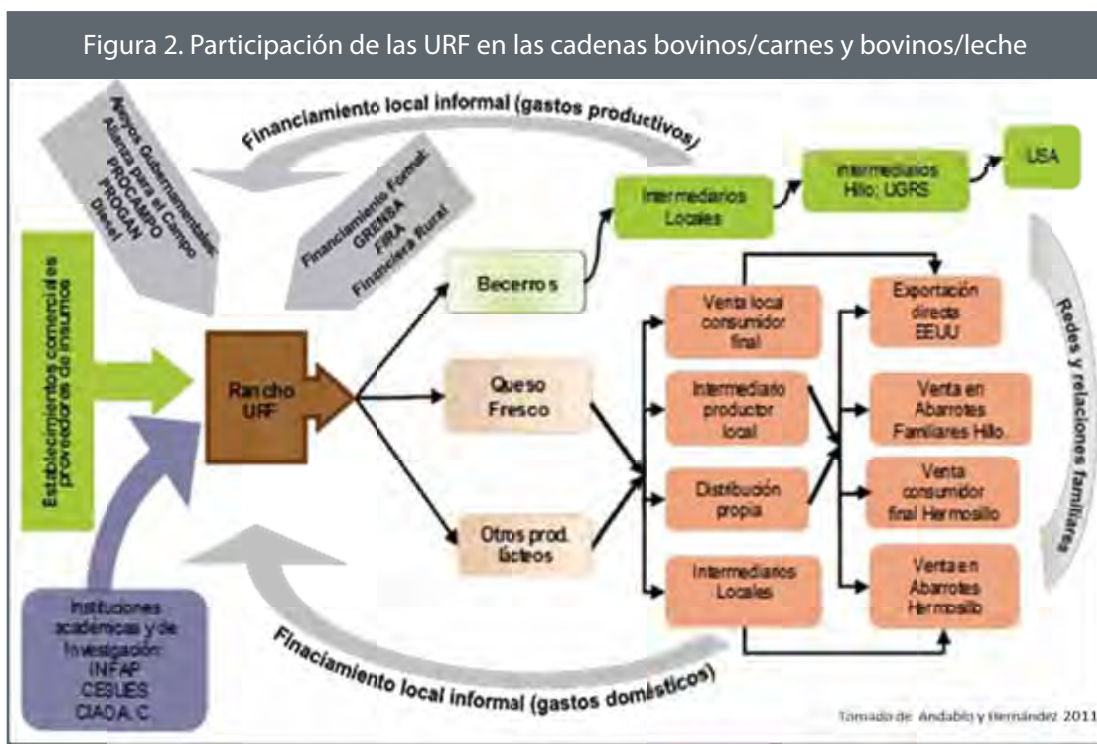 Figura 2. Participación de las URF en las cadenas bovinos/carnes y bovinos/leche
Apoyos Gubernamentales:
Alianza para el Campo
PROCAMPO
PROGAN
Diesel
Financiamiento local informal (gastos productivos)
Financiamiento Formal:
GRENSA
FIRA
Financiera Rural
Intermediarios
Locales
Intermediarios
Hillo; UGRS
USA
Establecimientos comerciales
proveedores de insumos
Rancho
URF
Becerros
Queso
Fresco
Otros prod.
lácteos
Venta local
consumidor
final
Intermediario
productor
local
Distribución
propia
Intermediarios
Locales
Exportación
directa
EEUU
Venta en
Abarrotes
Familiares Hillo.
Venta
consumidor
final Hermosillo
Venta en
Abarrotes
Hermosillo
Redes y relaciones familiares
Instituciones
académicas y de
Investigación:
INFAP
CESUES
CIADA. C.
Finaciamiento local informal (gastos domésticos)
Tomado de Andablo y Hernández 2011